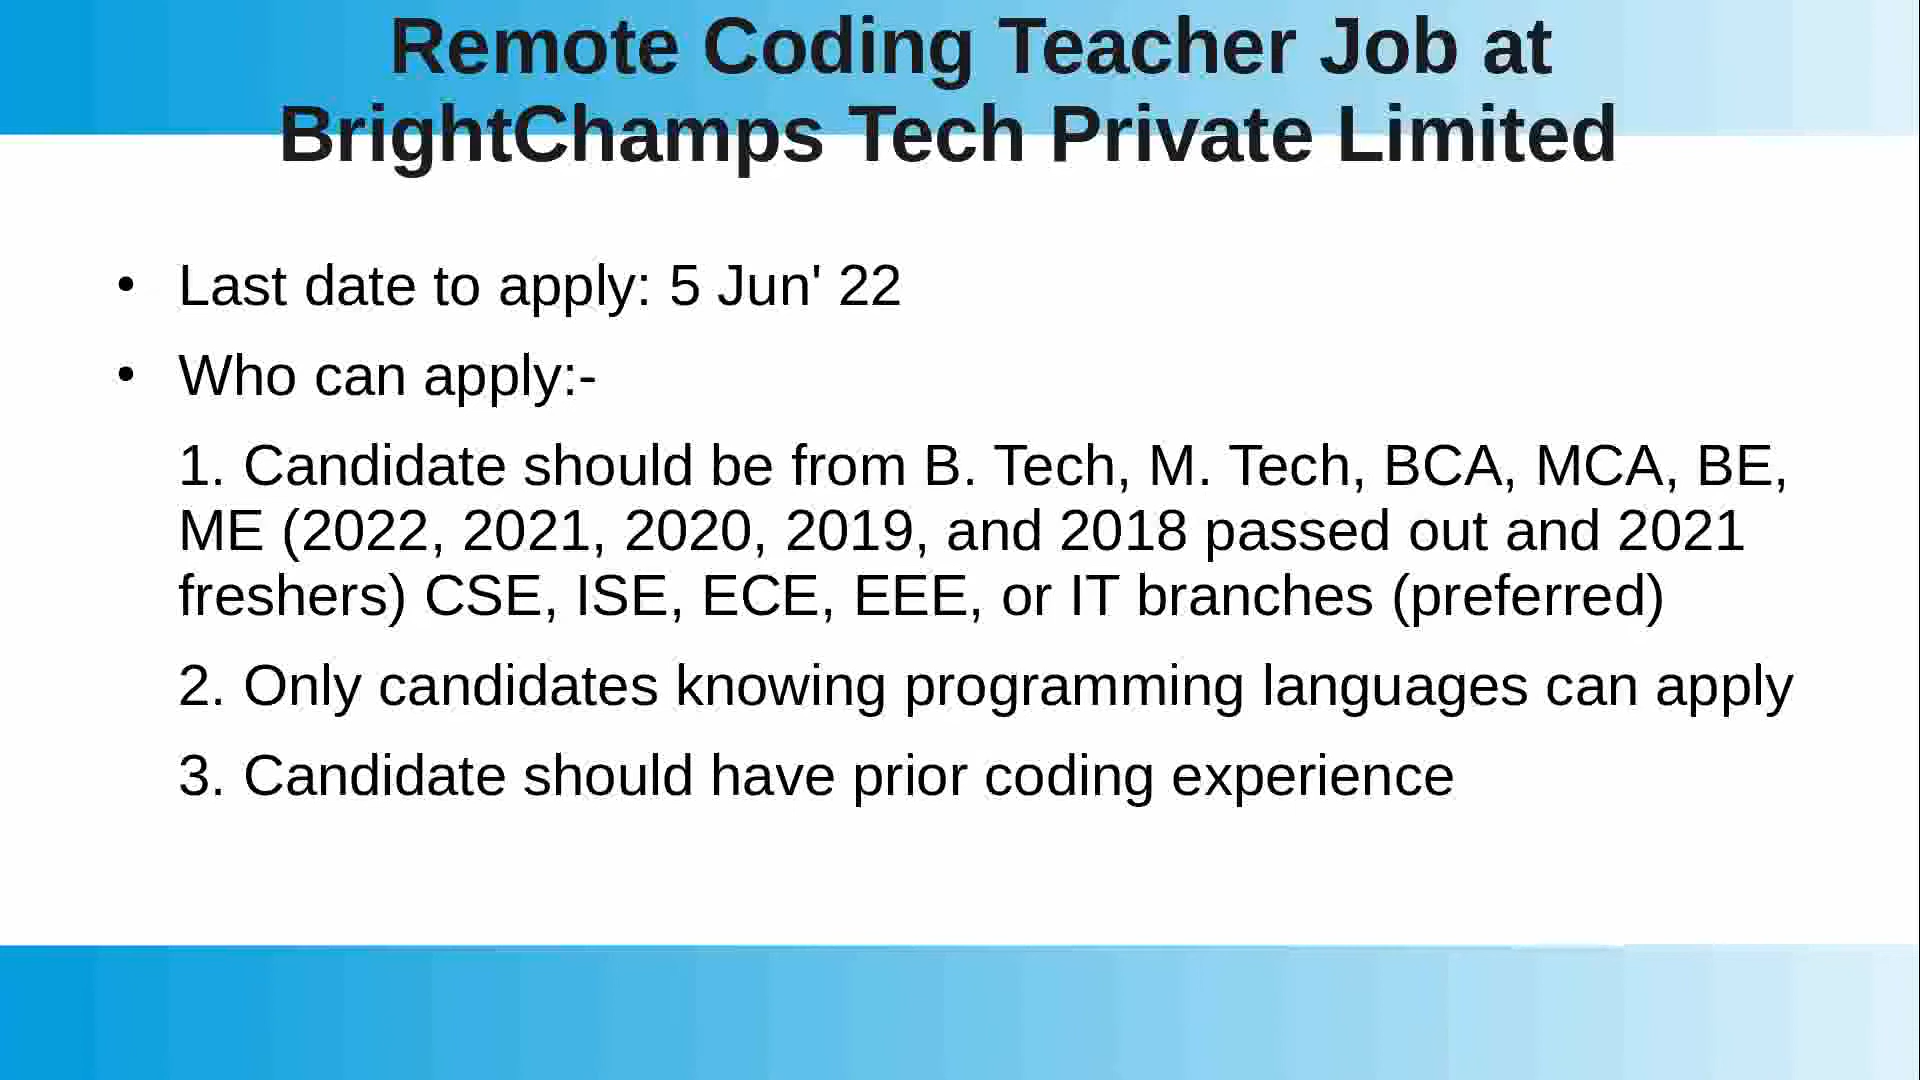 Remote Coding Teacher Job at
BrightChamps Tech Private Limited
• Last date to apply: 5 Jun' 22
• Who can apply:-
1. Candidate should be from B. Tech, M. Tech, BCA, MCA, BE,
ME (2022, 2021, 2020, 2019, and 2018 passed out and 2021
freshers) CSE, ISE, ECE, EEE, or IT branches (preferred)
2. Only candidates knowing programming languages can apply
3. Candidate should have prior coding experience